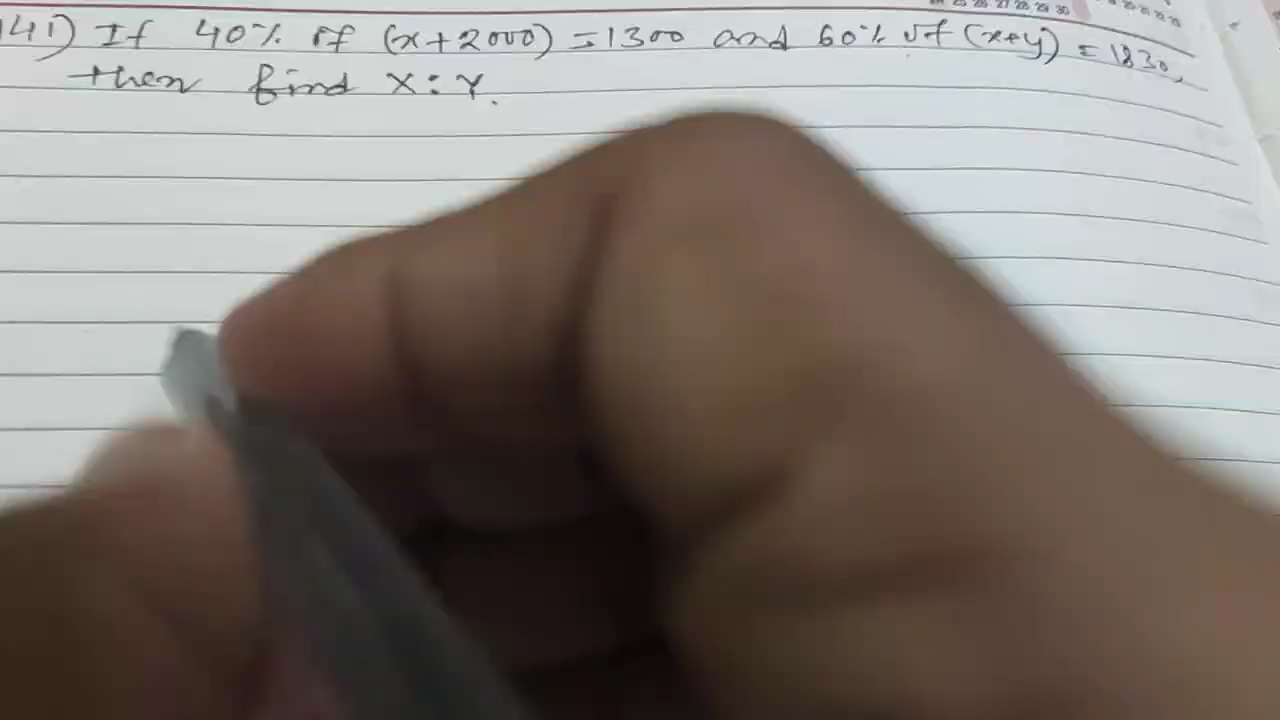 141) If 40% of (x+2000) = 1300 and 60% of (x+y) = 1830,
then find X:Y.